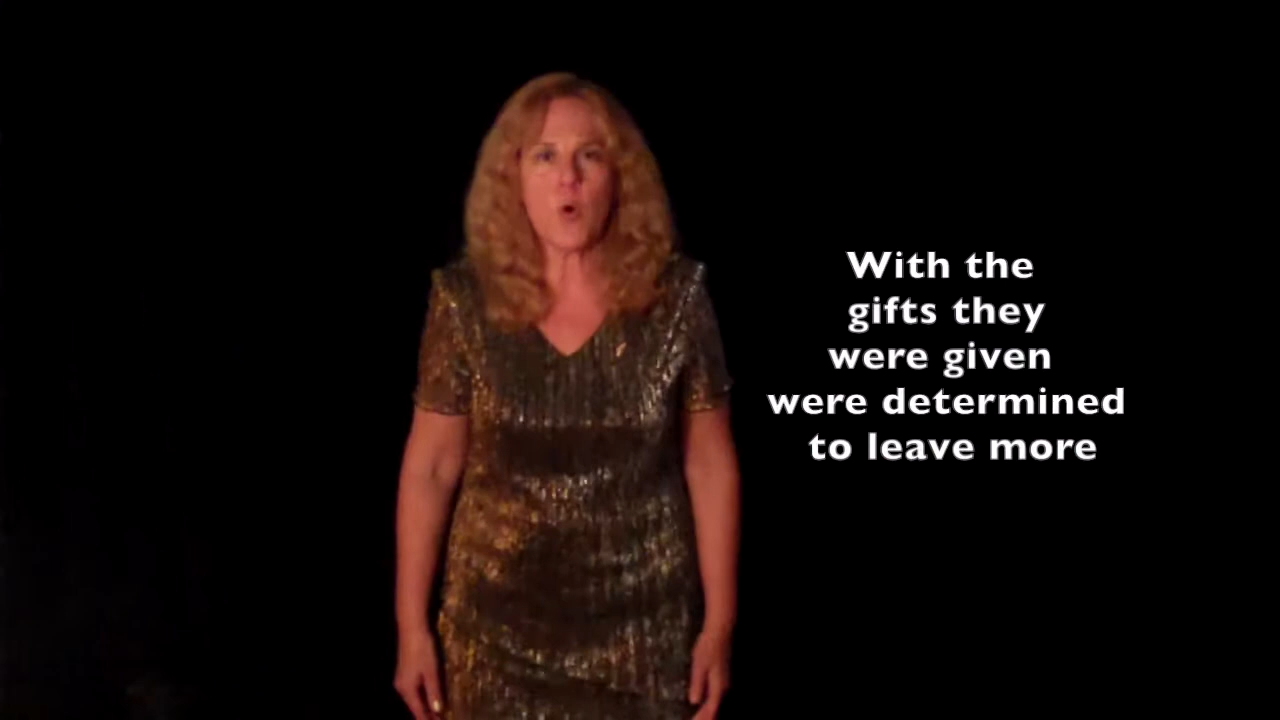 With the
gifts they
were given
were determined
to leave more